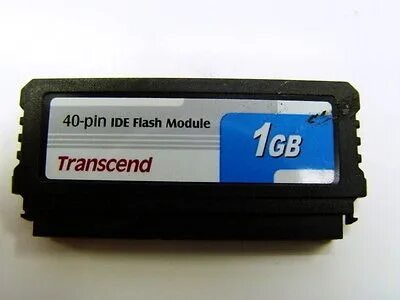 40-pin IDE Flash Module
1GB
Transcend